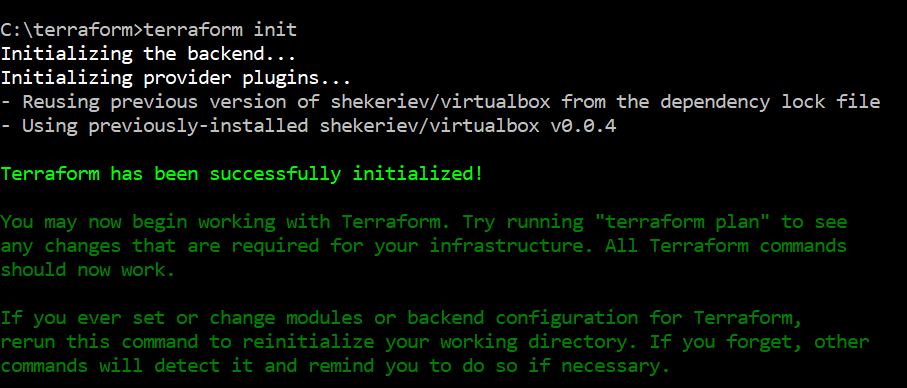 C:\terraform>terraform init
Initializing the backend...
Initializing provider plugins...
- Reusing previous version of shekeriev/virtualbox from the dependency lock file
- Using previously-installed shekeriev/virtualbox v0.0.4
Terraform has been successfully initialized!
You may now begin working with Terraform. Try running "terraform plan" to see
any changes that are required for your infrastructure. All Terraform commands
should now work.
If you ever set or change modules or backend configuration for Terraform,
rerun this command to reinitialize your working directory. If you forget, other
commands will detect it and remind you to do so if necessary.